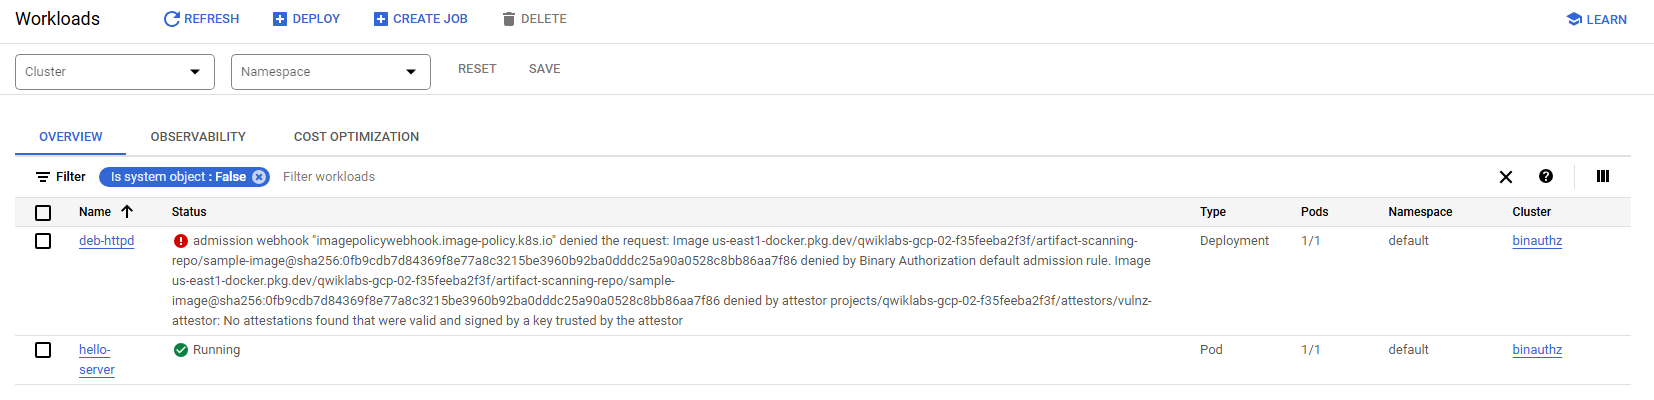 Workloads REFRESH DEPLOY CREATE JOB DELETE LEARN
Cluster Namespace RESET SAVE
OVERVIEW OBSERVABILITY COST OPTIMIZATION
Filter Is system object : False Filter workloads
Name Status Type Pods Namespace Cluster
deb-httpd admission webhook "imagepolicywebhook.image-policy.k8s.io" denied the request: Image us-east1-docker.pkg.dev/qwiklabs-gcp-02-f35feeba2f3f/artifact-scanning- Deployment 1/1 default binauthz
repo/sample-image@sha256:0fb9cdb7d84369f8e77a8c3215be3960b92ba0dddc25a90a0528c8bb86aa7f86 denied by Binary Authorization default admission rule. Image
us-east1-docker.pkg.dev/qwiklabs-gcp-02-f35feeba2f3f/artifact-scanning-repo/sample-
image@sha256:0fb9cdb7d84369f8e77a8c3215be3960b92ba0dddc25a90a0528c8bb86aa7f86 denied by attestor projects/qwiklabs-gcp-02-f35feeba2f3f/attestors/vulnz-
attestor: No attestations found that were valid and signed by a key trusted by the attestor
hello- Running Pod 1/1 default binauthz
server